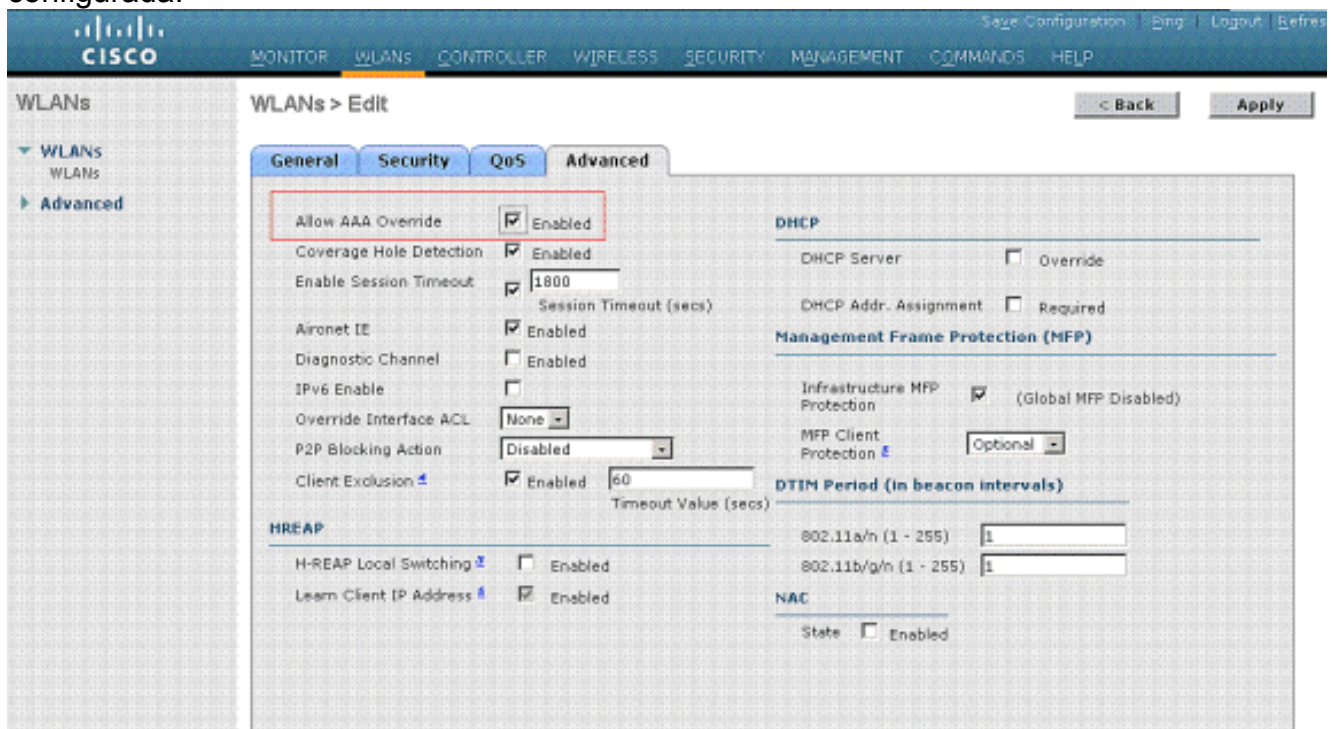 configurada.
Save Configuration | Ping | Logout | Refres
CISCO
MONITOR WLANs CONTROLLER WIRELESS SECURITY MANAGEMENT COMMANDS HELP
WLANs
WLANs > Edit
< Back
Apply
WLANs
WLANs
Advanced
General
Security
QoS
Advanced
Allow AAA Override Enabled
Coverage Hole Detection Enabled
Enable Session Timeout 1800
Session Timeout (secs)
Aironet IE Enabled
Diagnostic Channel Enabled
IPv6 Enable
Override Interface ACL None
P2P Blocking Action Disabled
Client Exclusion 4 Enabled 60
Timeout Value (secs)
HREAP
H-REAP Local Switching 2 Enabled
Learn Client IP Address Enabled
DHCP
DHCP Server Override
DHCP Addr. Assignment Required
Management Frame Protection (MFP)
Infrastructure MFP
Protection (Global MFP Disabled)
MFP Client
Protection Optional
DTIM Period (in beacon intervals)
802.11a/n (1 - 255) 1
802.11b/g/n (1 - 255) 1
NAC
State Enabled